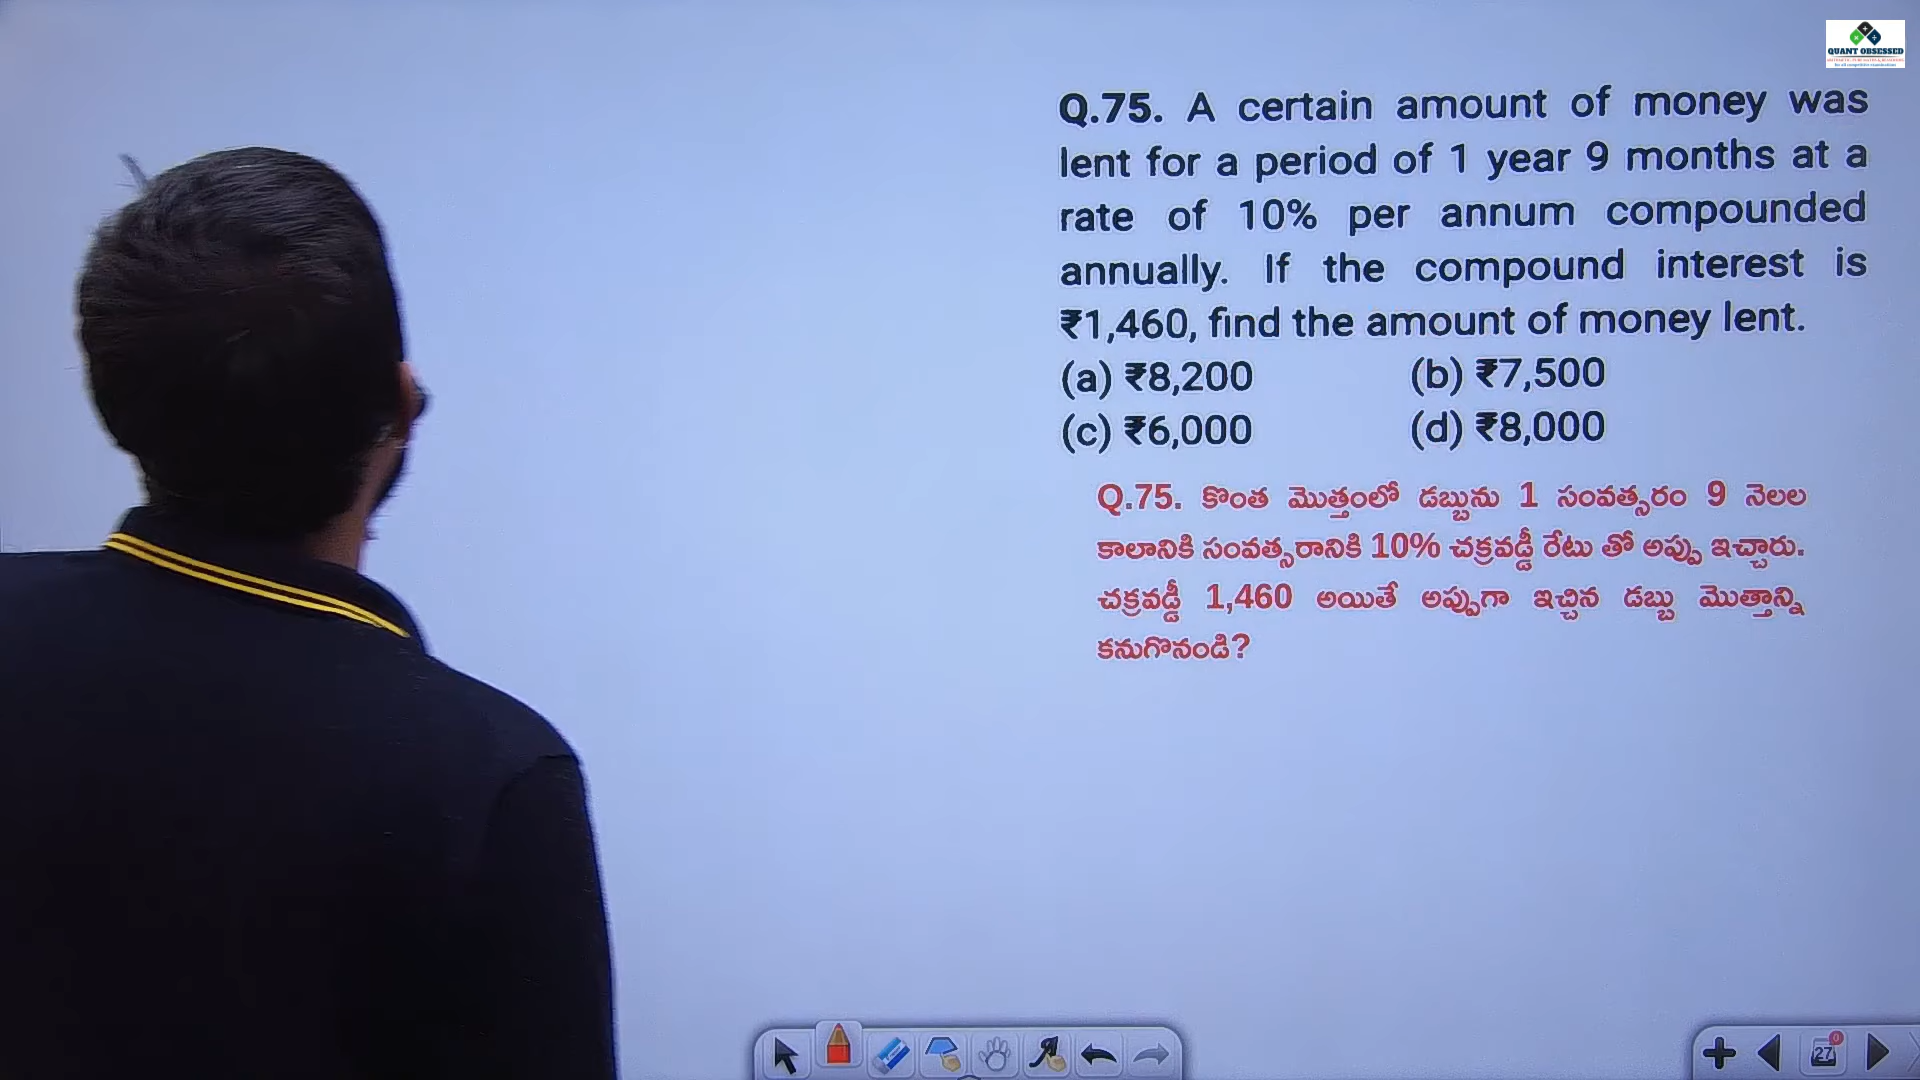 QUANT OBSESSED
Q.75. A certain amount of money was
lent for a period of 1 year 9 months at a
rate of 10% per annum compounded
annually. If the compound interest is
₹1,460, find the amount of money lent.
(a) ₹8,200 (b) ₹7,500
(c) ₹6,000 (d) ₹8,000
Q.75. కొంత మొత్తంలో డబ్బును 1 సంవత్సరం 9 నెలల
కాలానికి సంవత్సరానికి 10% చక్రవడ్డీ రేటు తో అప్పు ఇచ్చారు.
చక్రవడ్డీ 1,460 అయితే అప్పుగా ఇచ్చిన డబ్బు మొత్తాన్ని
కనుగొనండి?
27
0